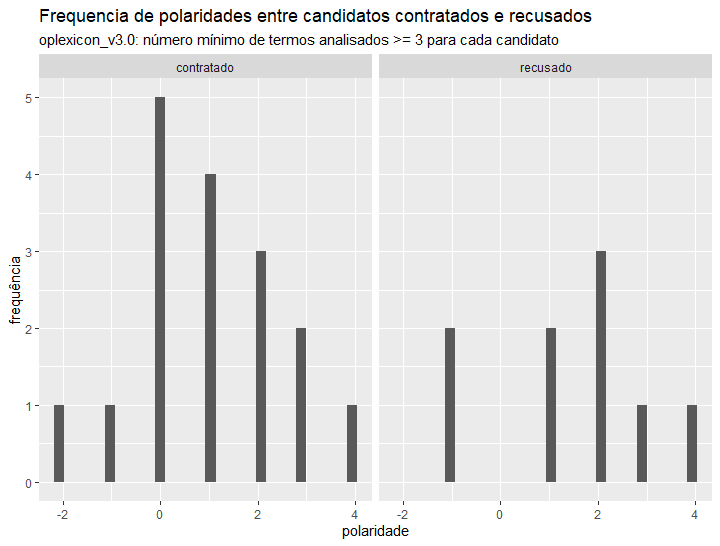 Frequencia de polaridades entre candidatos contratados e recusados
oplexicon_v3.0: número mínimo de termos analisados >= 3 para cada candidato
contratado
recusado
frequência
5
4
3
2
1
0
-2 0 2 4
-2 0 2 4
polaridade